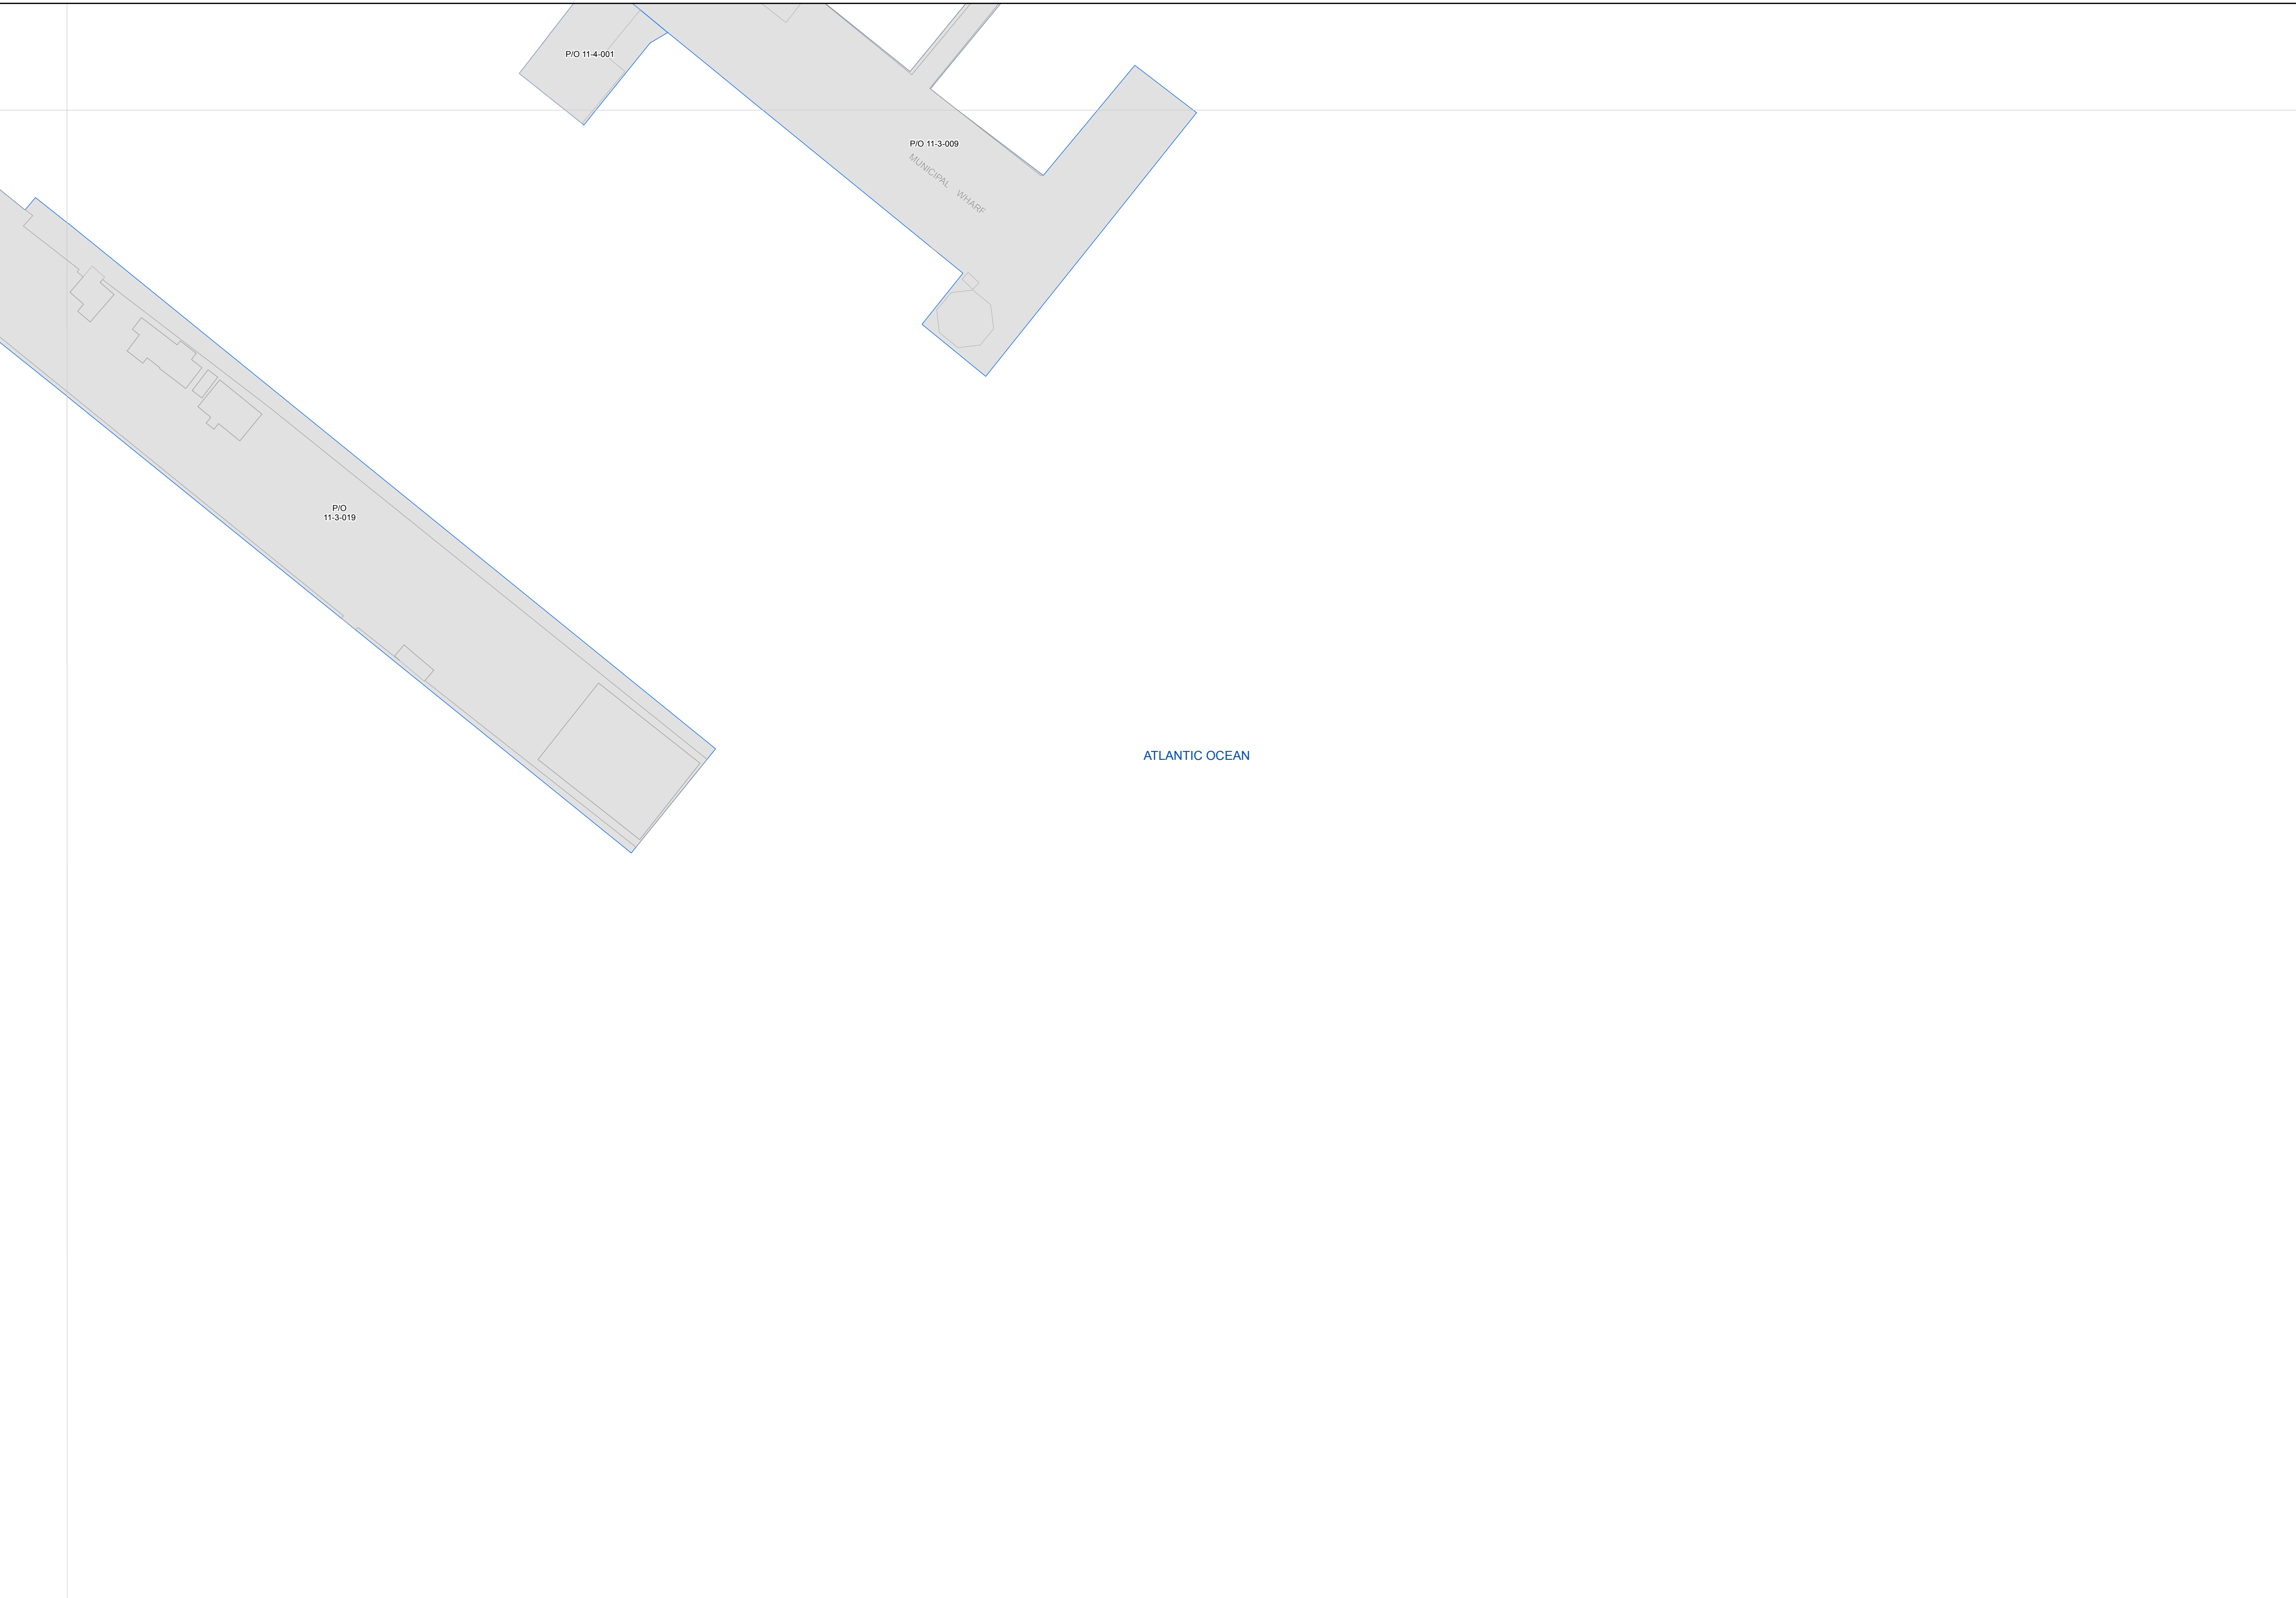 P/O 11-4-001
P/O 11-3-009
MUNICIPAL WHARF
P/O
11-3-019
ATLANTIC OCEAN